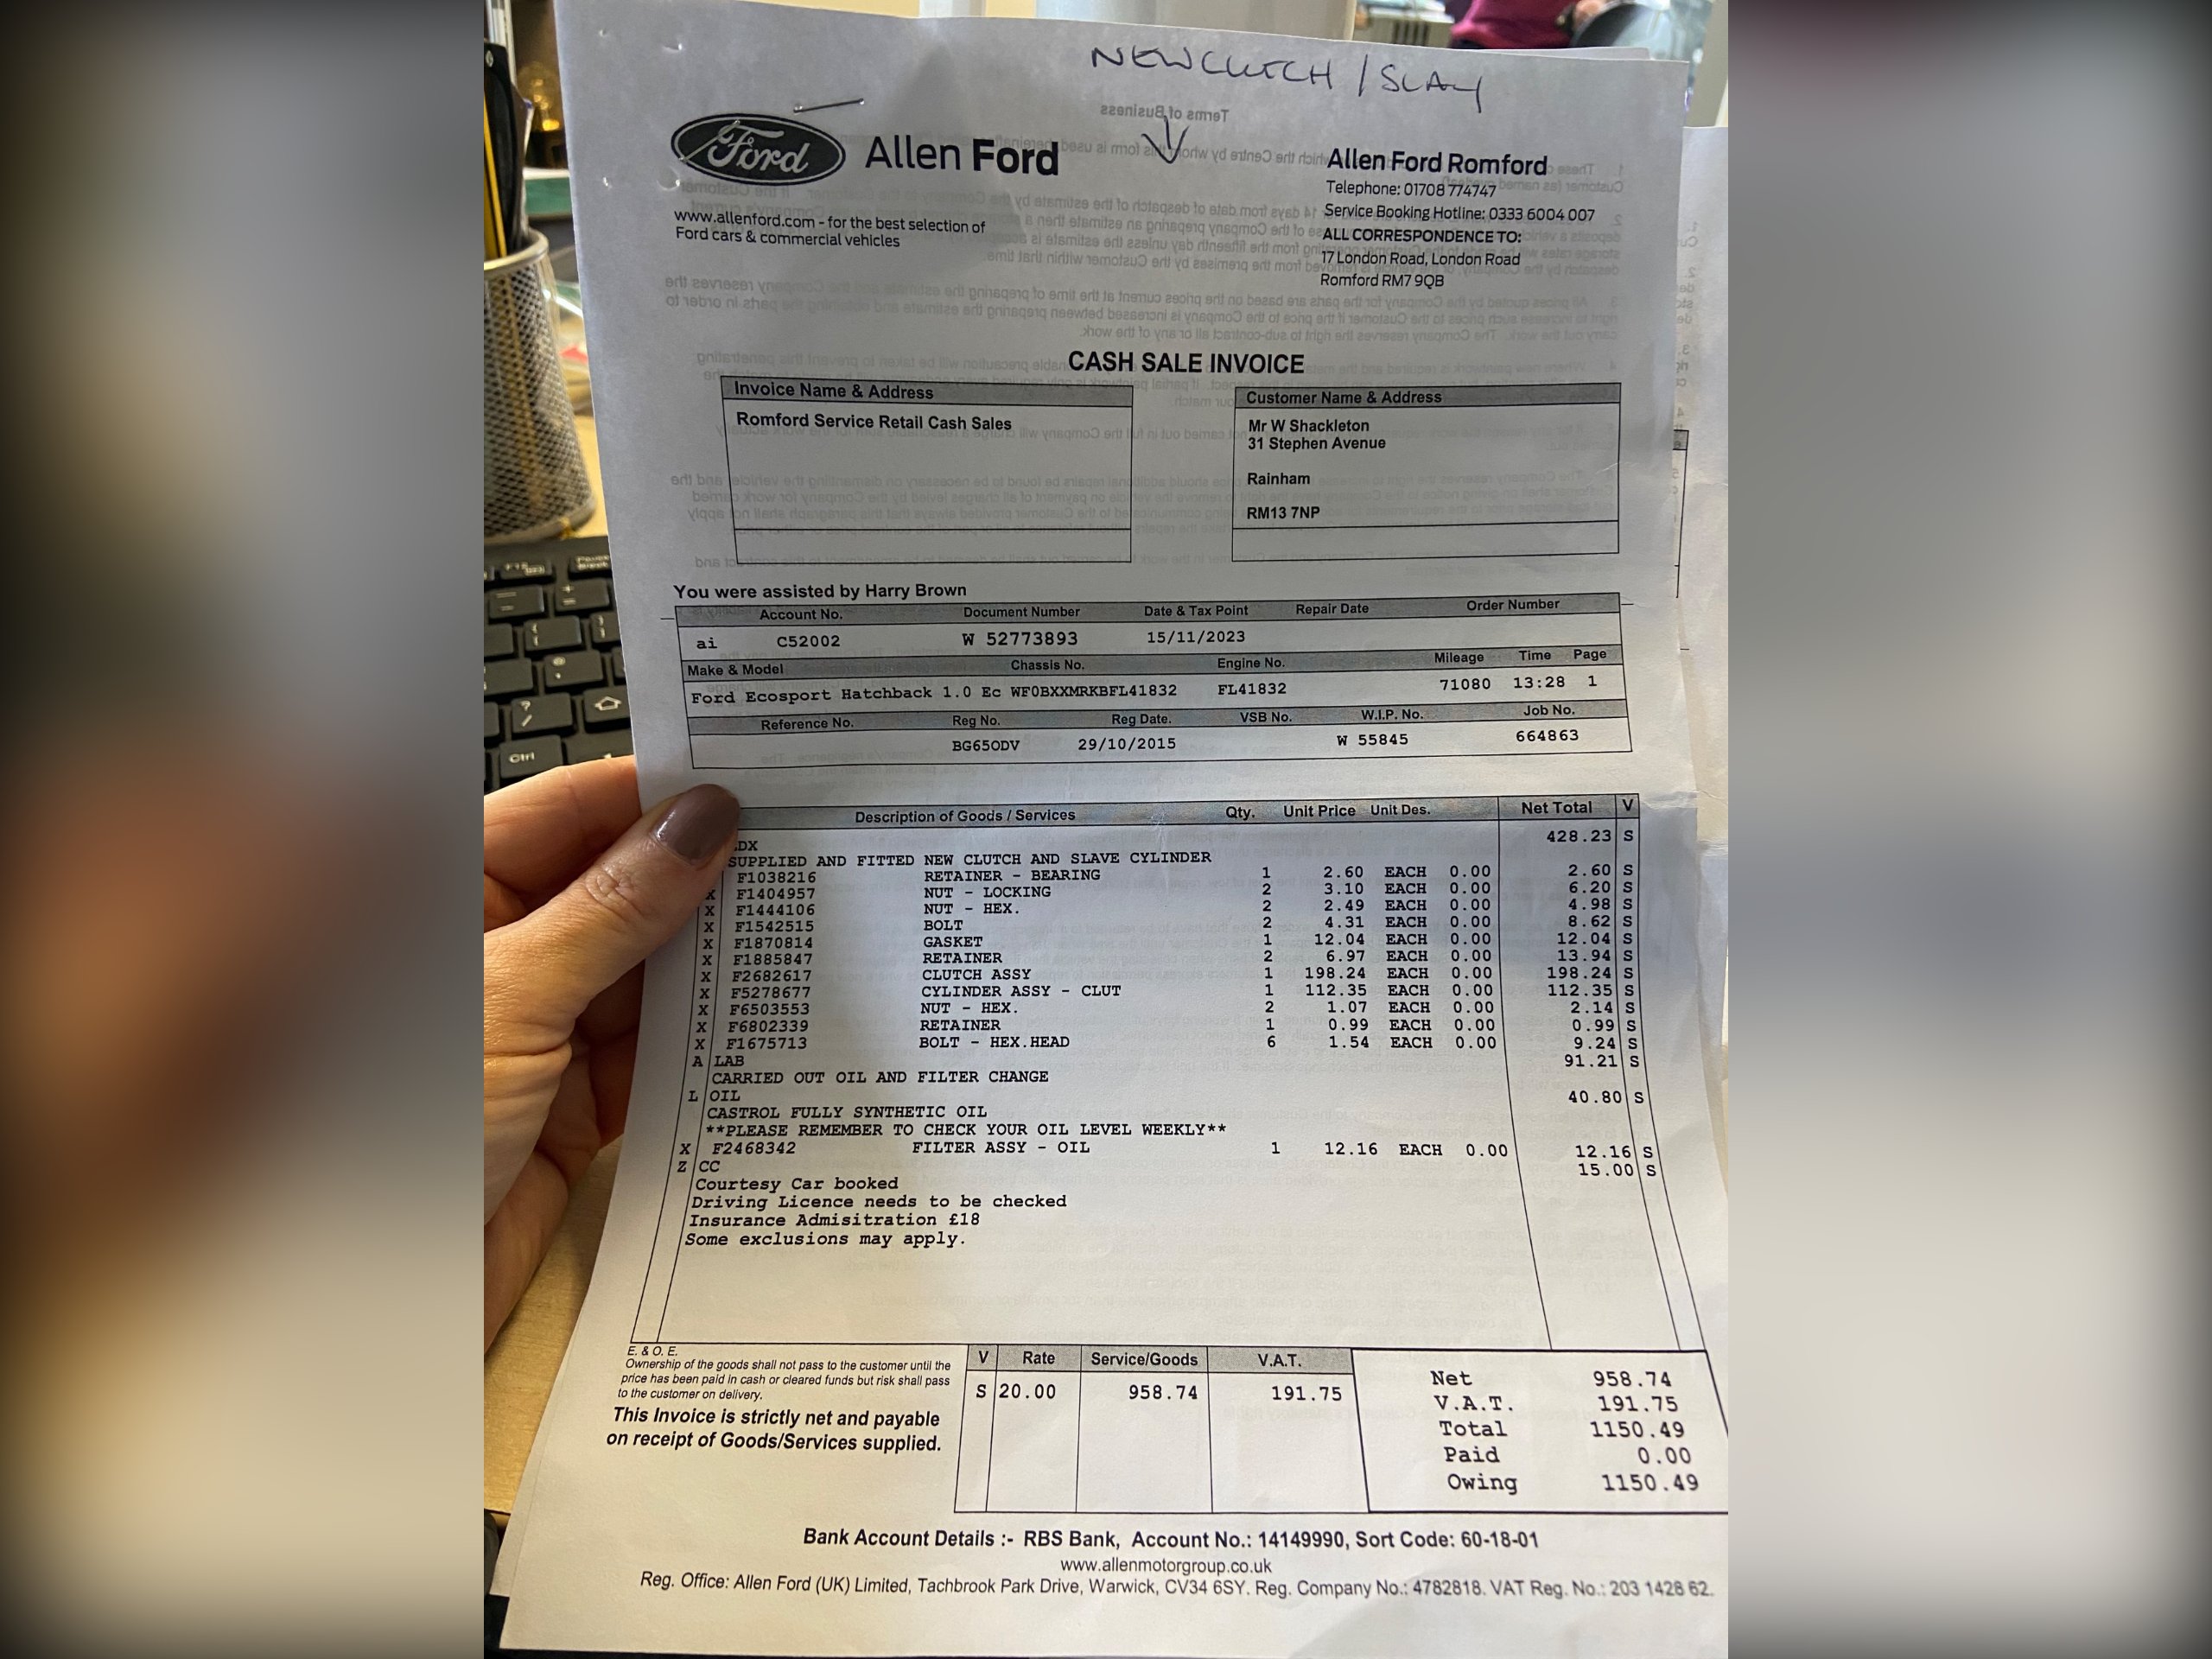 NEW CLUTCH / SLAV
Terms of Business
Ford Allen Ford
www.allenford.com - for the best selection of
Ford cars & commercial vehicles
Allen Ford Romford
Telephone: 01708 774747
Service Booking Hotline: 0333 6004 007
ALL CORRESPONDENCE TO:
17 London Road, London Road
Romford RM7 9QB
CASH SALE INVOICE
Invoice Name & Address
Romford Service Retail Cash Sales
Customer Name & Address
Mr W Shackleton
31 Stephen Avenue
Rainham
RM13 7NP
You were assisted by Harry Brown
Account No. Document Number Date & Tax Point Repair Date Order Number
ai C52002 W 52773893 15/11/2023
Make & Model Chassis No. Engine No. Mileage Time Page
Ford Ecosport Hatchback 1.0 Ec WF0BXXMRKBFL41832 FL41832 71080 13:28 1
Reference No. Reg No. Reg Date. VSB No. W.I.P. No. Job No.
BG65ODV 29/10/2015 W 55845 664863
Description of Goods / Services Qty. Unit Price Unit Des. Net Total V
DX 428.23 S
SUPPLIED AND FITTED NEW CLUTCH AND SLAVE CYLINDER
F1038216 RETAINER - BEARING 1 2.60 EACH 0.00 2.60 S
X F1404957 NUT - LOCKING 2 3.10 EACH 0.00 6.20 S
X F1444106 NUT - HEX. 2 2.49 EACH 0.00 4.98 S
X F1542515 BOLT 2 4.31 EACH 0.00 8.62 S
X F1870814 GASKET 1 12.04 EACH 0.00 12.04 S
X F1885847 RETAINER 2 6.97 EACH 0.00 13.94 S
X F2682617 CLUTCH ASSY 1 198.24 EACH 0.00 198.24 S
X F5278677 CYLINDER ASSY - CLUT 1 112.35 EACH 0.00 112.35 S
X F6503553 NUT - HEX. 2 1.07 EACH 0.00 2.14 S
X F6802339 RETAINER 1 0.99 EACH 0.00 0.99 S
X F1675713 BOLT - HEX.HEAD 6 1.54 EACH 0.00 9.24 S
A LAB 91.21 S
CARRIED OUT OIL AND FILTER CHANGE
L OIL 40.80 S
CASTROL FULLY SYNTHETIC OIL
**PLEASE REMEMBER TO CHECK YOUR OIL LEVEL WEEKLY**
X F2468342 FILTER ASSY - OIL 1 12.16 EACH 0.00 12.16 S
Z CC 15.00 S
Courtesy Car booked
Driving Licence needs to be checked
Insurance Admisitration £18
Some exclusions may apply.
E. & O. E.
Ownership of the goods shall not pass to the customer until the
price has been paid in cash or cleared funds but risk shall pass
to the customer on delivery.
This Invoice is strictly net and payable
on receipt of Goods/Services supplied.
V Rate Service/Goods V.A.T.
S 20.00 958.74 191.75
Net 958.74
V.A.T. 191.75
Total 1150.49
Paid 0.00
Owing 1150.49
Bank Account Details :- RBS Bank, Account No.: 14149990, Sort Code: 60-18-01
www.allenmotorgroup.co.uk
Reg. Office: Allen Ford (UK) Limited, Tachbrook Park Drive, Warwick, CV34 6SY. Reg. Company No.: 4782818. VAT Reg. No.: 203 1428 62.